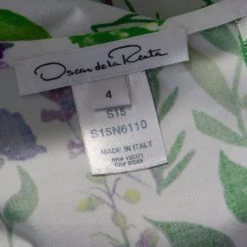 Oscar de la Renta
4
S15
S15N6110
MADE IN ITALY